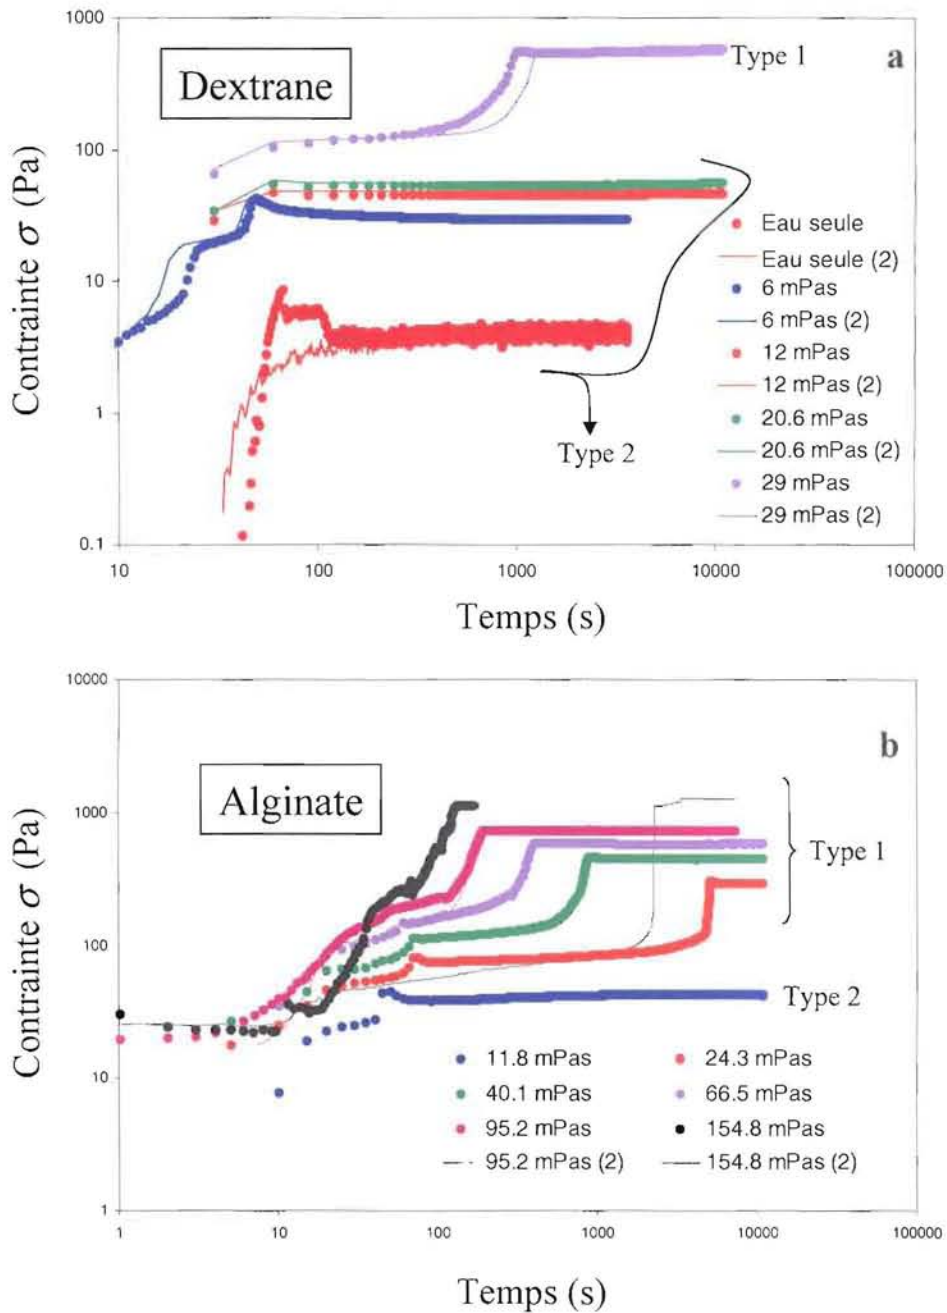 1000
100
10
1
0.1
Contrainte σ (Pa)
Dextrane
Type 1
a
Eau seule
Eau seule (2)
6 mPas
6 mPas (2)
12 mPas
12 mPas (2)
20.6 mPas
20.6 mPas (2)
29 mPas
29 mPas (2)
Type 2
10 100 1000 10000 100000
Temps (s)
10000
1000
100
10
1
Contrainte σ (Pa)
b
Alginate
Type 1
Type 2
11.8 mPas 24.3 mPas
40.1 mPas 66.5 mPas
95.2 mPas 154.8 mPas
95.2 mPas (2) 154.8 mPas (2)
1 10 100 1000 10000 100000
Temps (s)